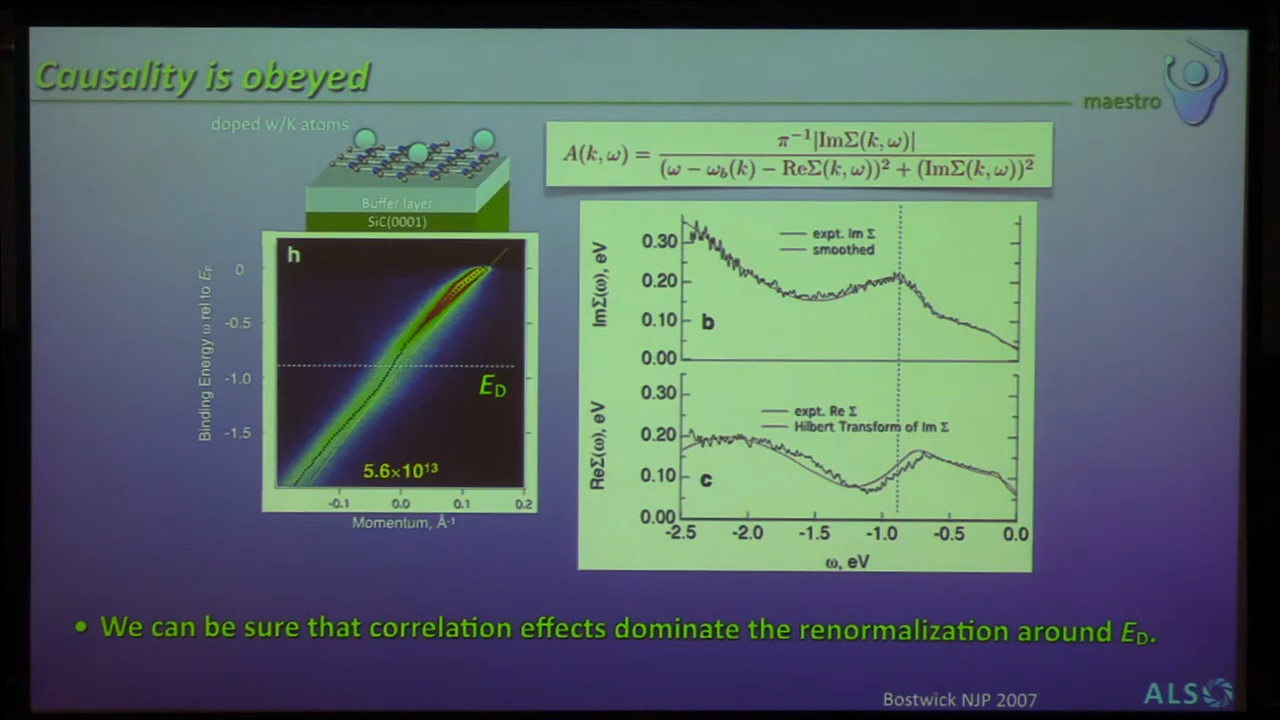 Causality is obeyed
maestro
doped w/K atoms
Buffer layer
SiC(0001)
A(k, ω) = π⁻¹|ImΣ(k, ω)| / (ω − ω_b(k) − ReΣ(k, ω))² + (ImΣ(k, ω))²
h
Binding Energy ω rel to E_F
0
-0.5
-1.0
-1.5
E_D
5.6×10¹³
-0.1 0.0 0.1 0.2
Momentum, Å⁻¹
ImΣ(ω), eV
0.30
0.20
0.10
0.00
expt. Im Σ
smoothed
b
ReΣ(ω), eV
0.30
0.20
0.10
0.00
expt. Re Σ
Hilbert Transform of Im Σ
c
-2.5 -2.0 -1.5 -1.0 -0.5 0.0
ω, eV
• We can be sure that correlation effects dominate the renormalization around E_D.
Bostwick NJP 2007
ALS